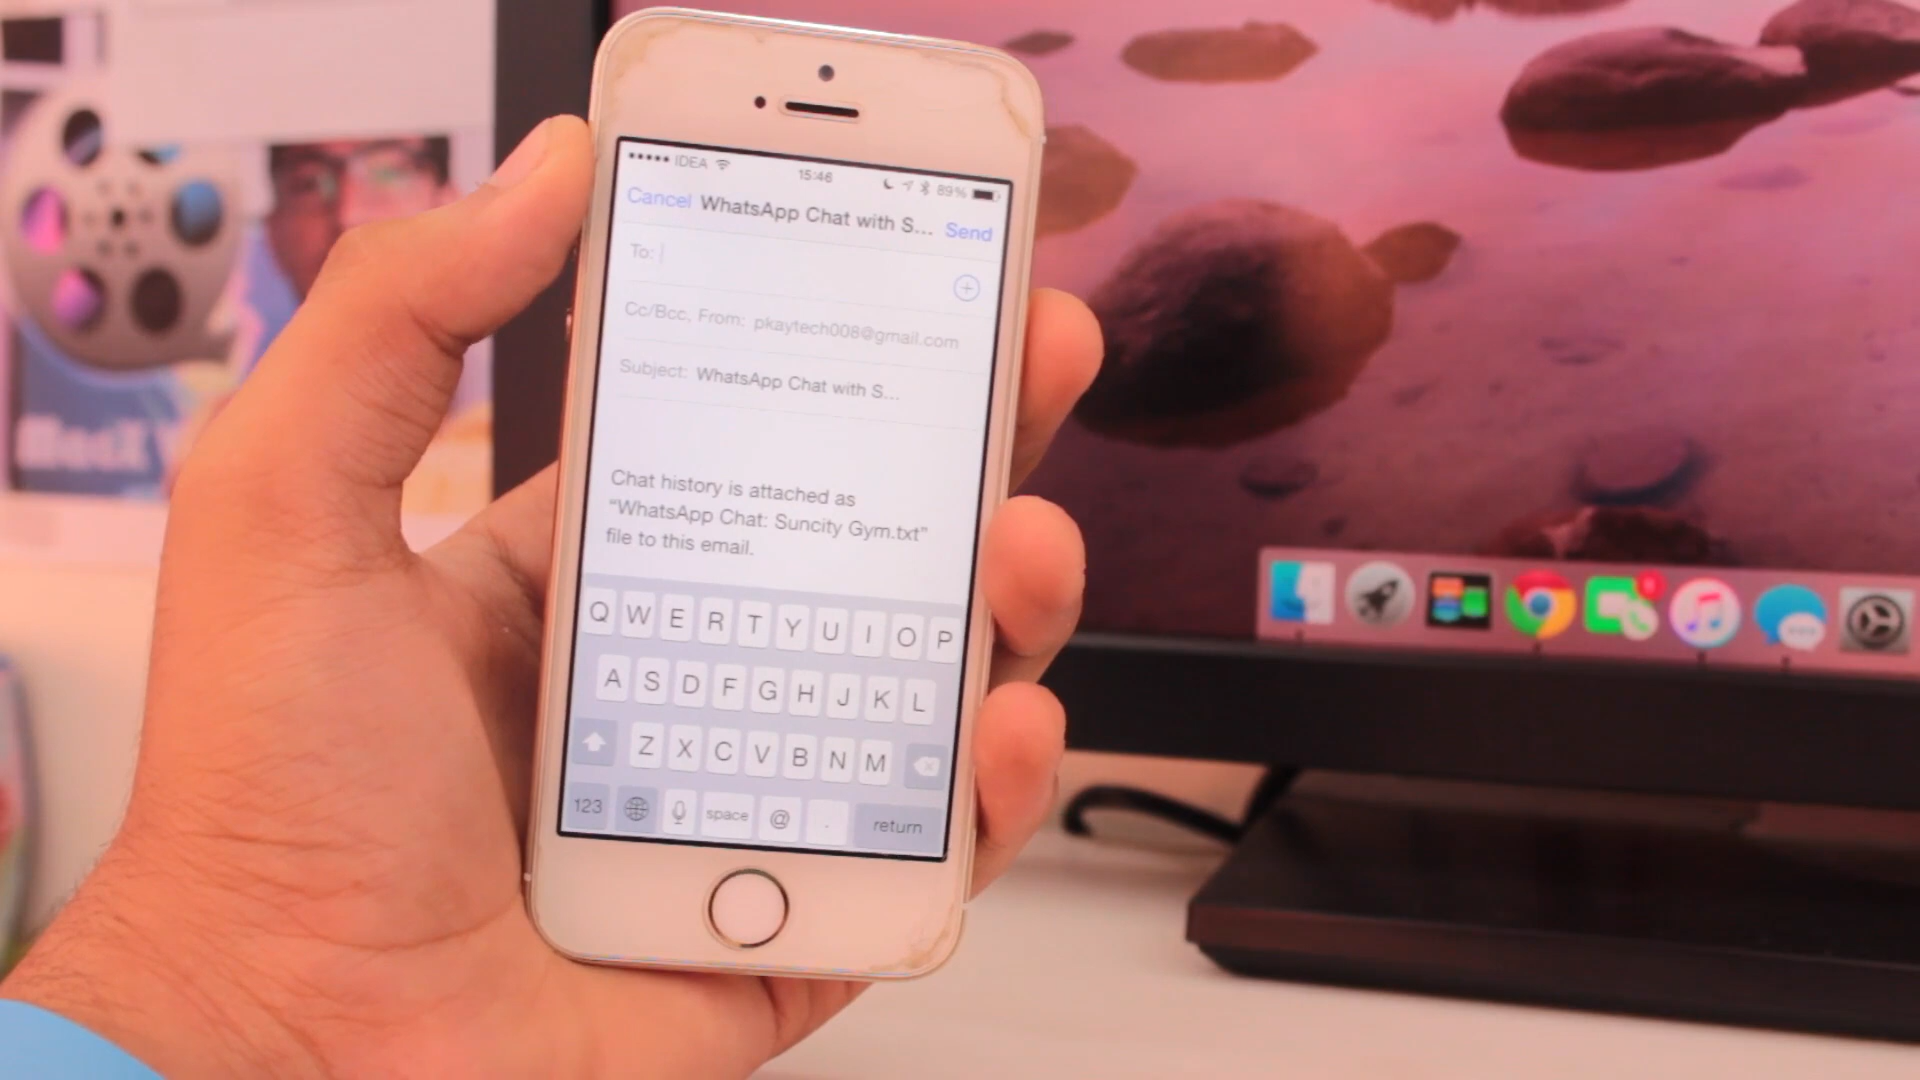 IDEA 15:46 89%
Cancel WhatsApp Chat with S... Send
To:
Cc/Bcc, From: pkaytech008@gmail.com
Subject: WhatsApp Chat with S...
Chat history is attached as
“WhatsApp Chat: Suncity Gym.txt”
file to this email.
Q W E R T Y U I O P
A S D F G H J K L
Z X C V B N M
123 space @ . return